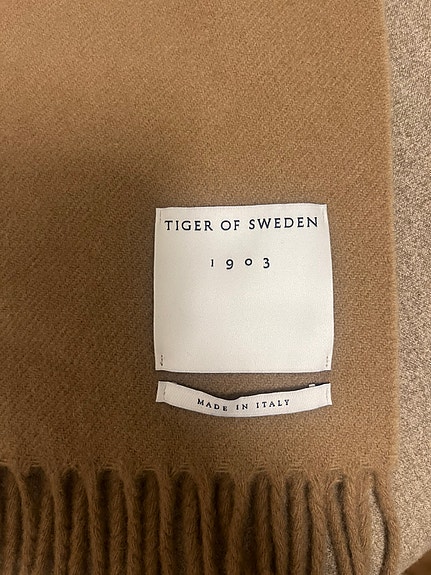 TIGER OF SWEDEN
1903
MADE IN ITALY